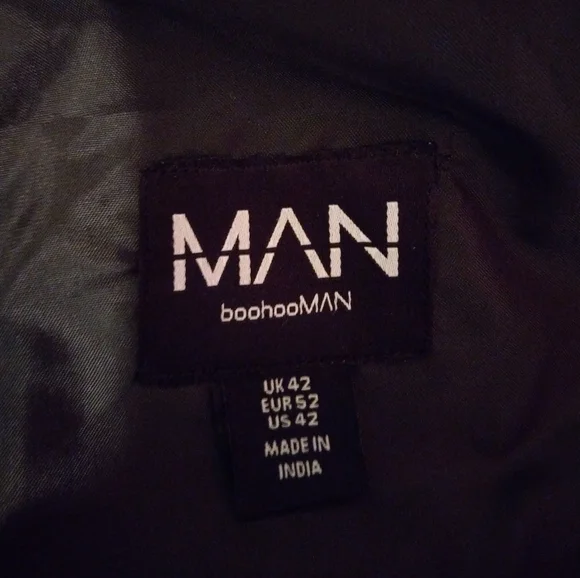 MAN
boohooMAN
UK 42
EUR 52
US 42
MADE IN
INDIA